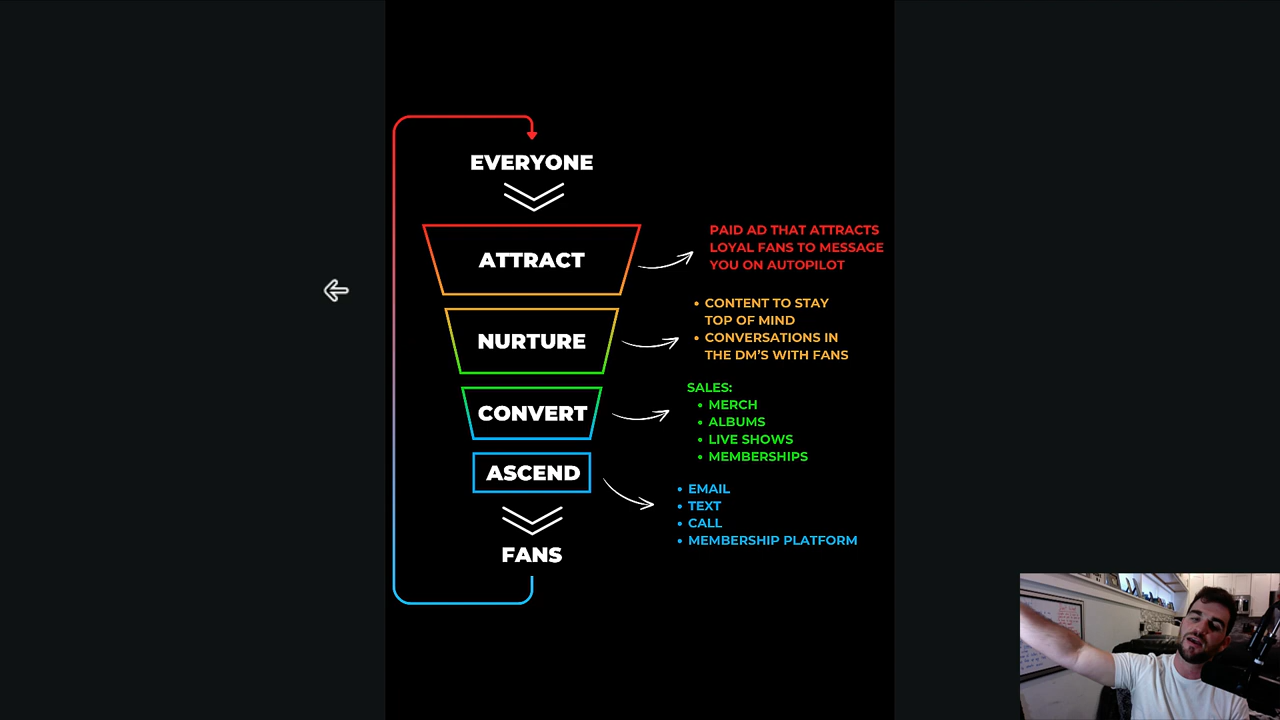 EVERYONE
ATTRACT
PAID AD THAT ATTRACTS
LOYAL FANS TO MESSAGE
YOU ON AUTOPILOT
NURTURE
• CONTENT TO STAY
TOP OF MIND
• CONVERSATIONS IN
THE DM'S WITH FANS
CONVERT
SALES:
• MERCH
• ALBUMS
• LIVE SHOWS
• MEMBERSHIPS
ASCEND
• EMAIL
• TEXT
• CALL
• MEMBERSHIP PLATFORM
FANS